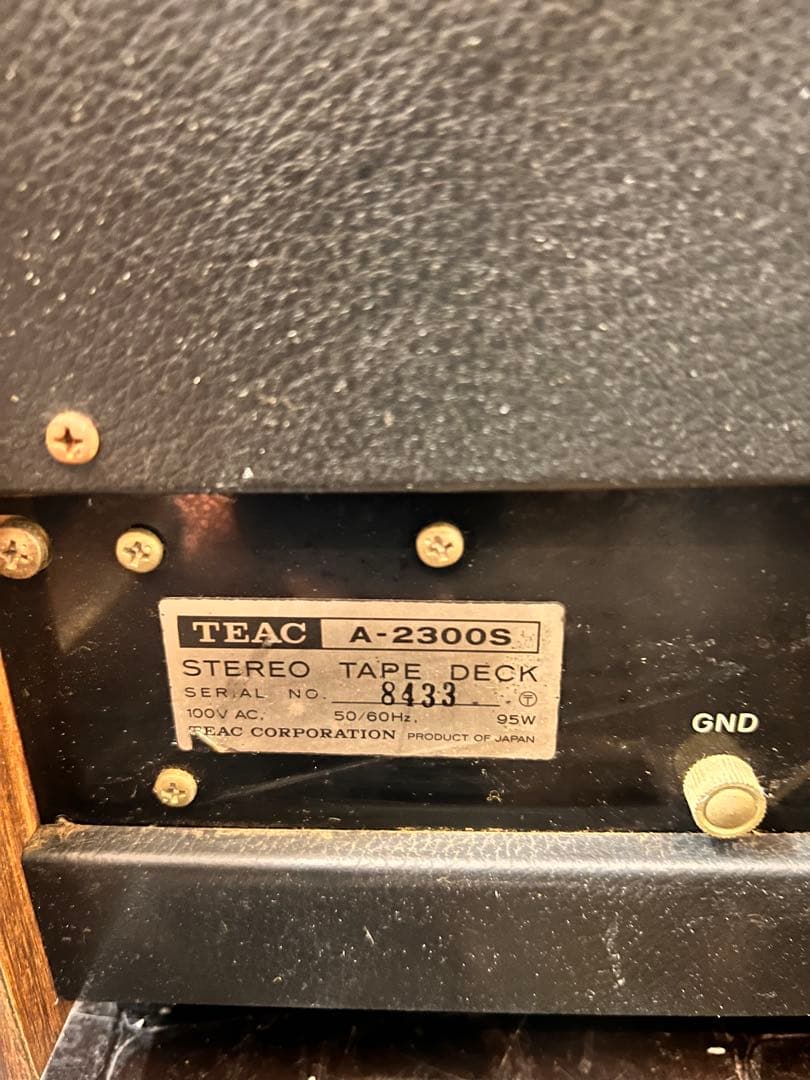 TEAC A-2300S
STEREO TAPE DECK
SERIAL NO. 8433 Ⓣ
100V AC, 50/60Hz, 95W
TEAC CORPORATION PRODUCT OF JAPAN
GND